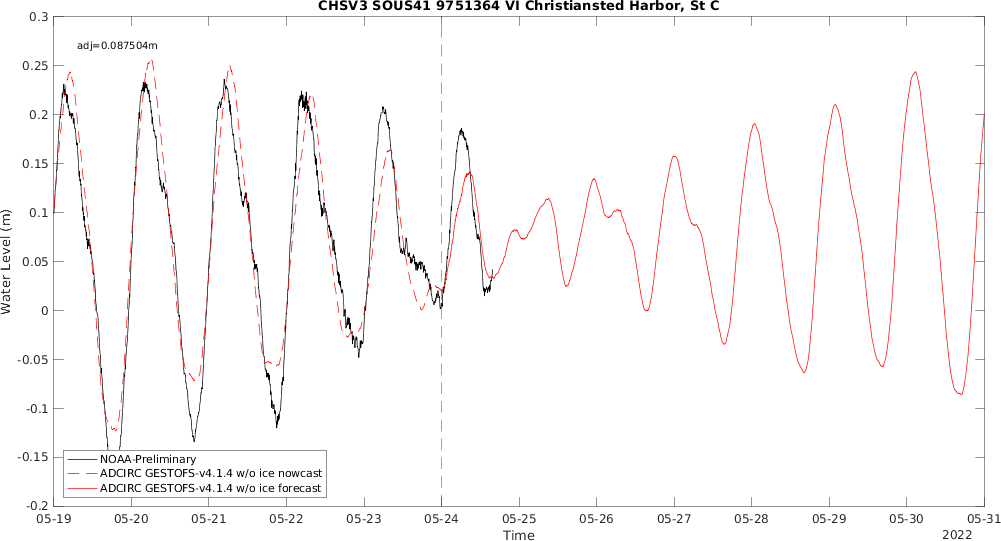 CHSV3 SOUS41 9751364 VI Christiansted Harbor, St C
adj=0.087504m
0.3
0.25
0.2
0.15
0.1
0.05
0
-0.05
-0.1
-0.15
-0.2
Water Level (m)
NOAA-Preliminary
ADCIRC GESTOFS-v4.1.4 w/o ice nowcast
ADCIRC GESTOFS-v4.1.4 w/o ice forecast
05-19 05-20 05-21 05-22 05-23 05-24 05-25 05-26 05-27 05-28 05-29 05-30 05-31
Time
2022